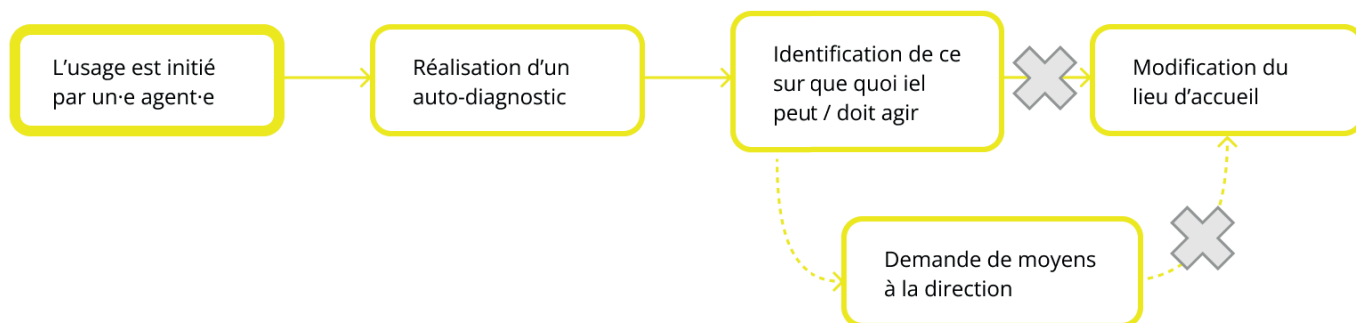 L’usage est initié
par un·e agent·e
Réalisation d’un
auto-diagnostic
Identification de ce
sur que quoi iel
peut / doit agir
Modification du
lieu d’accueil
Demande de moyens
à la direction